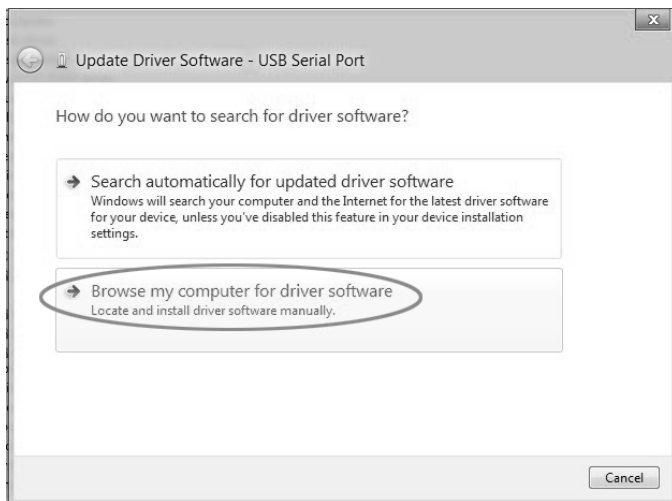 Update Driver Software - USB Serial Port
How do you want to search for driver software?
Search automatically for updated driver software
Windows will search your computer and the Internet for the latest driver software
for your device, unless you've disabled this feature in your device installation
settings.
Browse my computer for driver software
Locate and install driver software manually.
Cancel